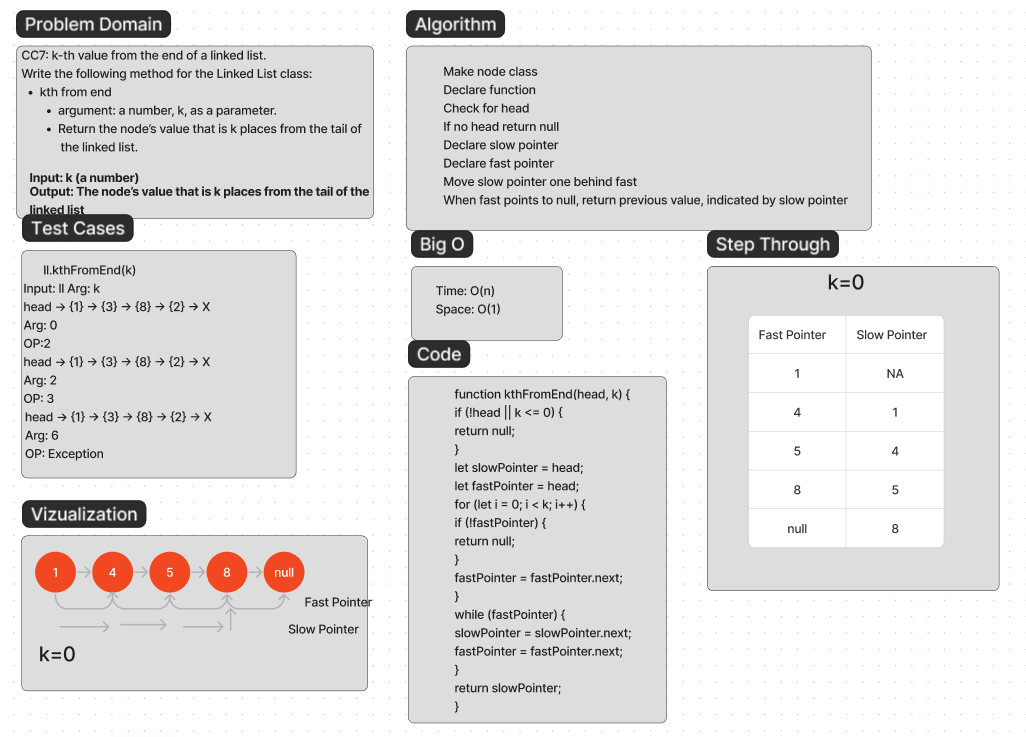 Problem Domain
CC7: k-th value from the end of a linked list.
Write the following method for the Linked List class:
• kth from end
• argument: a number, k, as a parameter.
• Return the node's value that is k places from the tail of
the linked list.
Input: k (a number)
Output: The node's value that is k places from the tail of the
linked list
Test Cases
ll.kthFromEnd(k)
Input: ll Arg: k
head -> {1} -> {3} -> {8} -> {2} -> X
Arg: 0
OP:2
head -> {1} -> {3} -> {8} -> {2} -> X
Arg: 2
OP: 3
head -> {1} -> {3} -> {8} -> {2} -> X
Arg: 6
OP: Exception
Vizualization
1 4 5 8 null
Fast Pointer
Slow Pointer
k=0
Algorithm
Make node class
Declare function
Check for head
If no head return null
Declare slow pointer
Declare fast pointer
Move slow pointer one behind fast
When fast points to null, return previous value, indicated by slow pointer
Big O
Time: O(n)
Space: O(1)
Code
function kthFromEnd(head, k) {
if (!head || k <= 0) {
return null;
}
let slowPointer = head;
let fastPointer = head;
for (let i = 0; i < k; i++) {
if (!fastPointer) {
return null;
}
fastPointer = fastPointer.next;
}
while (fastPointer) {
slowPointer = slowPointer.next;
fastPointer = fastPointer.next;
}
return slowPointer;
}
Step Through
k=0
Fast Pointer Slow Pointer
1 NA
4 1
5 4
8 5
null 8